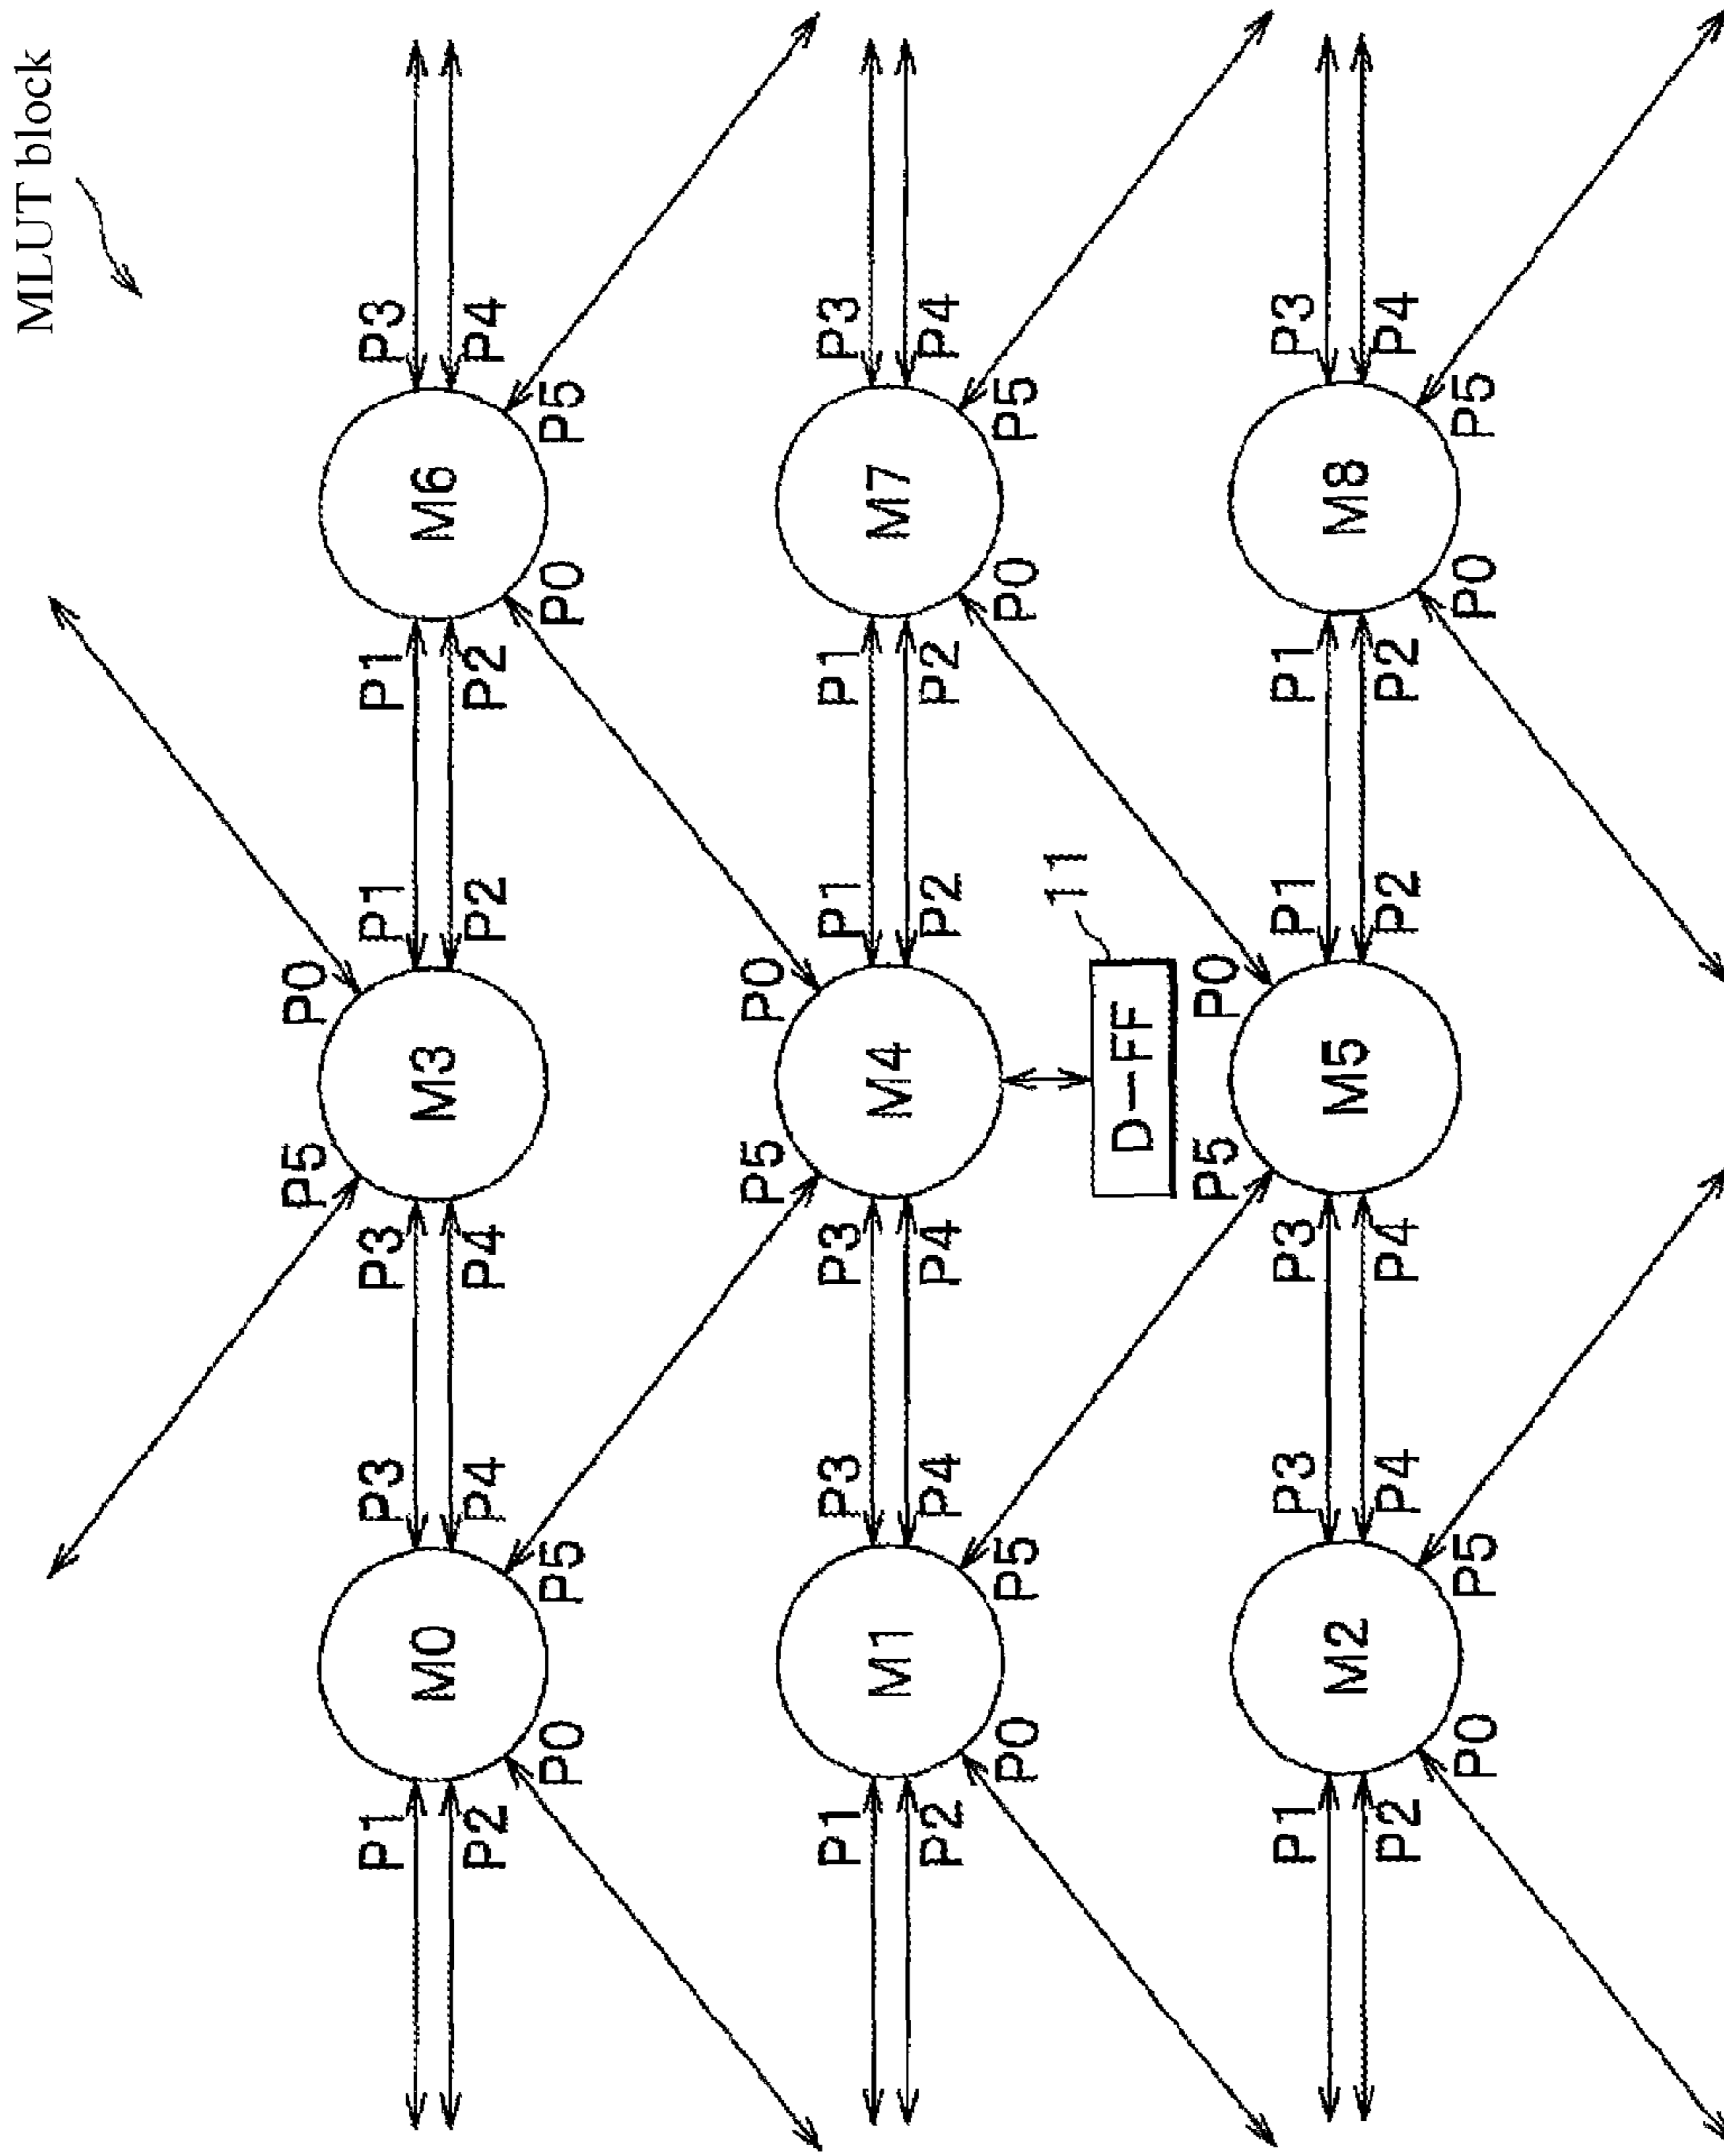 MLUT block
P5 P0
P1 P3 P3 P1 P1 P3
M0 M3 M6
P2 P4 P4 P2 P2 P4
P0 P5 P0 P5
P5 P0
P1 P3 P3 P1 P1 P3
M1 M4 M7
P2 P4 P4 P2 P2 P4
P0 P5 P0 P5
11
D-FF
P5 P0
P1 P3 P3 P1 P1 P3
M2 M5 M8
P2 P4 P4 P2 P2 P4
P0 P5 P0 P5